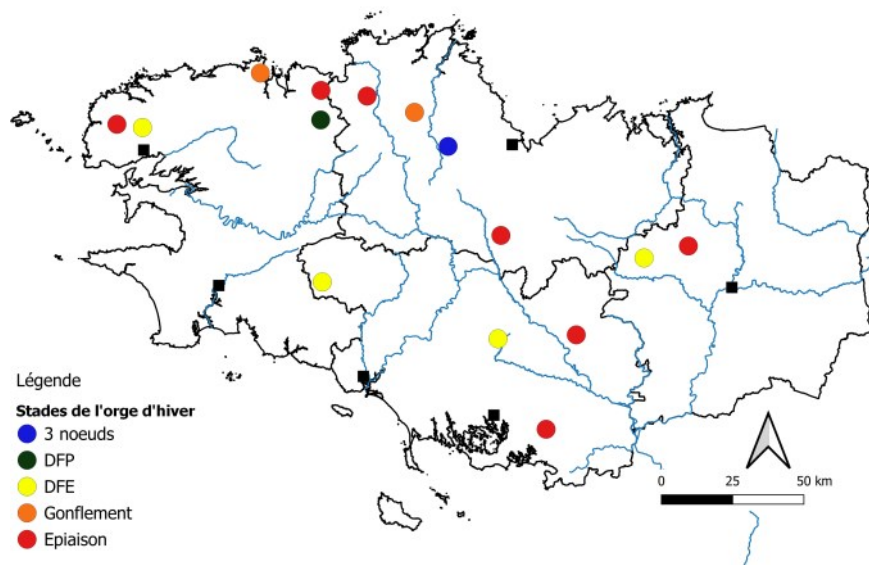 Légende
Stades de l'orge d'hiver
3 noeuds
DFP
DFE
Gonflement
Epiaison
0 25 50 km